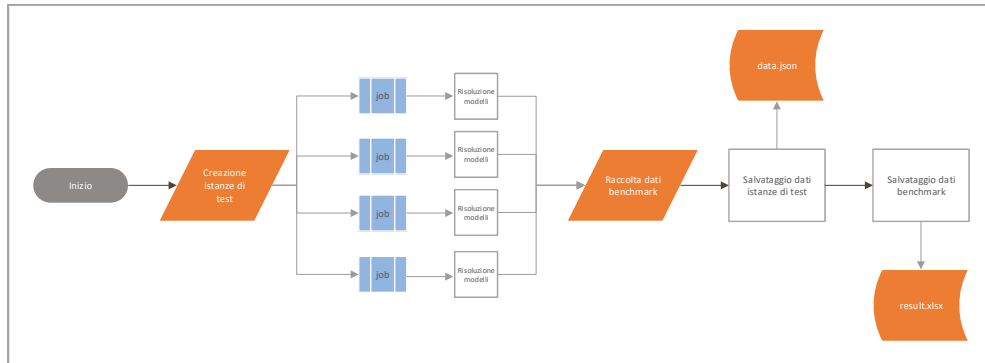 data.json
job
Risoluzione
modelli
job
Risoluzione
modelli
Inizio
Creazione
istanze di
test
job
Risoluzione
modelli
job
Risoluzione
modelli
Raccolta dati
benchmark
Salvataggio dati
istanze di test
Salvataggio dati
benchmark
result.xlsx